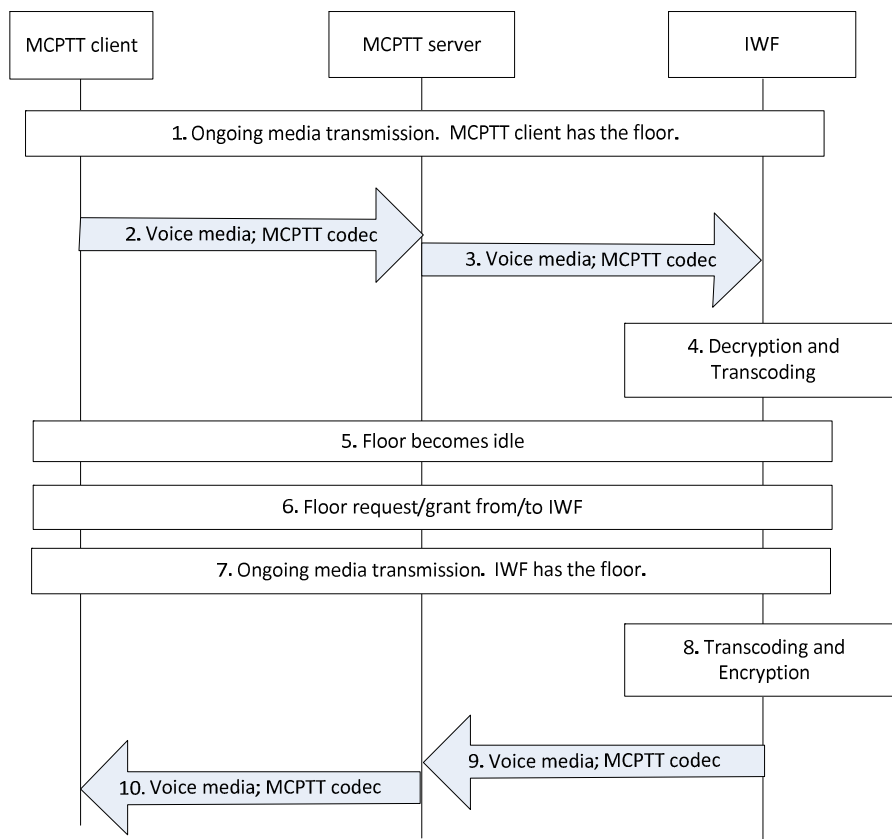 MCPTT client
MCPTT server
IWF
1. Ongoing media transmission.  MCPTT client has the floor.
2. Voice media; MCPTT codec
3. Voice media; MCPTT codec
4. Decryption and
Transcoding
5. Floor becomes idle
6. Floor request/grant from/to IWF
7. Ongoing media transmission.  IWF has the floor.
8. Transcoding and
Encryption
9. Voice media; MCPTT codec
10. Voice media; MCPTT codec